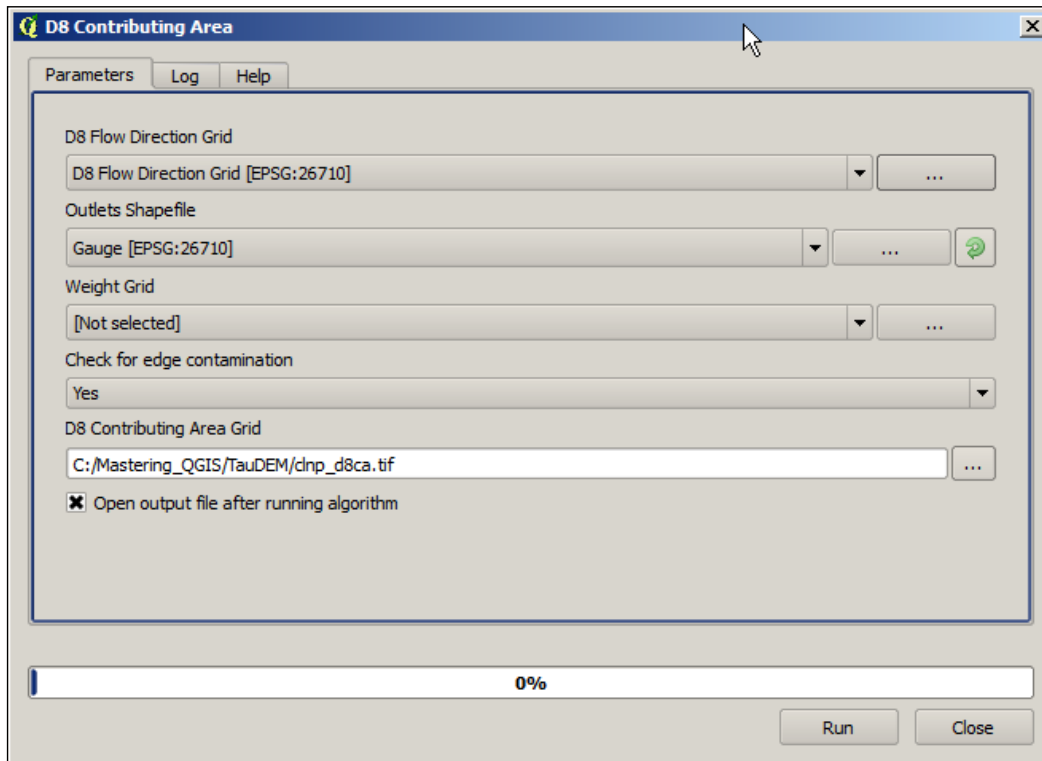 D8 Contributing Area
Parameters Log Help
D8 Flow Direction Grid
D8 Flow Direction Grid [EPSG:26710] ...
Outlets Shapefile
Gauge [EPSG:26710] ...
Weight Grid
[Not selected] ...
Check for edge contamination
Yes
D8 Contributing Area Grid
C:/Mastering_QGIS/TauDEM/clnp_d8ca.tif ...
Open output file after running algorithm
0%
Run Close